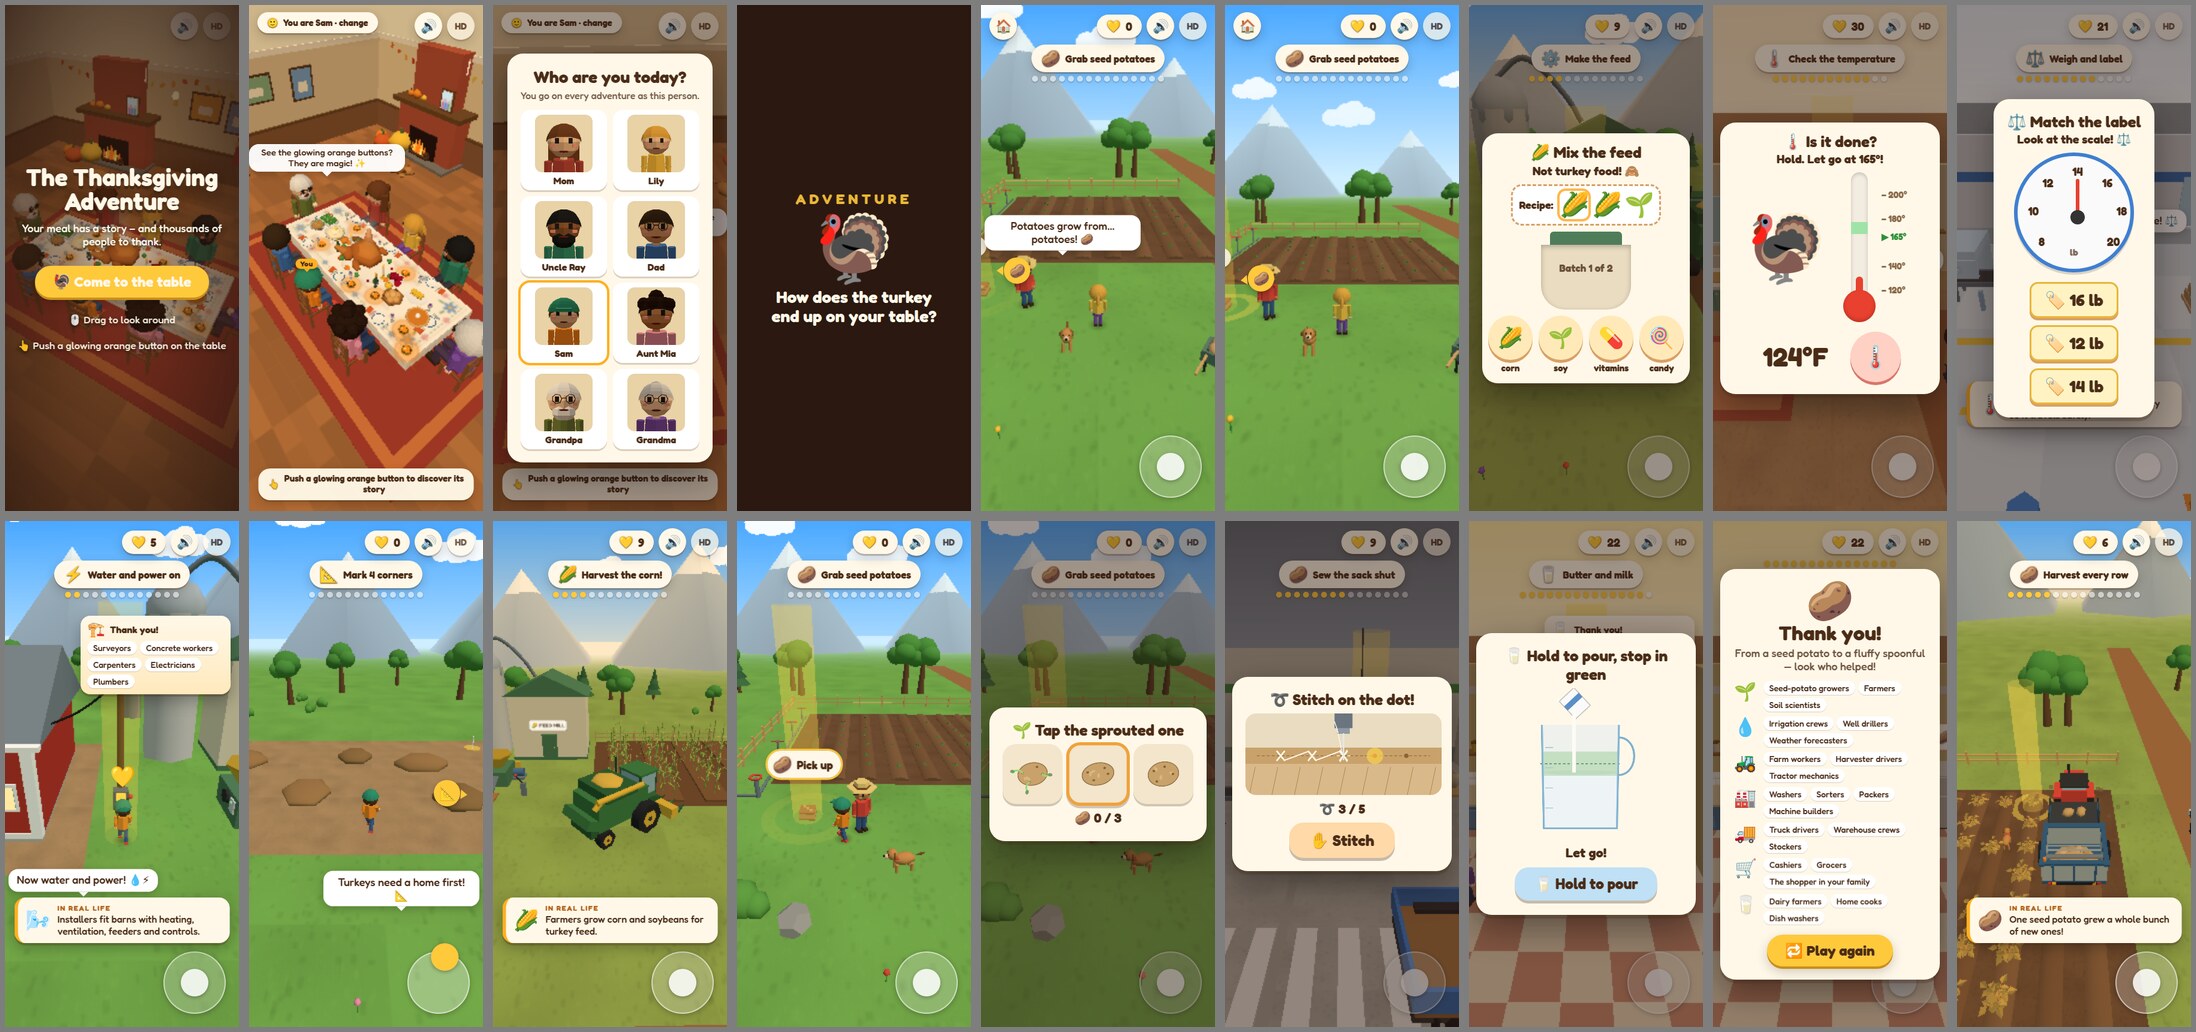 HD
The Thanksgiving
Adventure
Your meal has a story – and thousands of
people to thank.
Come to the table
Drag to look around
Push a glowing orange button on the table
You are Sam · change
HD
See the glowing orange buttons?
They are magic!
You
Push a glowing orange button to discover its
story
You are Sam · change
HD
Who are you today?
You go on every adventure as this person.
Mom
Lily
Uncle Ray
Dad
Sam
Aunt Mia
Grandpa
Grandma
Push a glowing orange button to discover its
story
ADVENTURE
How does the turkey
end up on your table?
0
HD
Grab seed potatoes
Potatoes grow from...
potatoes!
0
HD
Grab seed potatoes
9
HD
Make the feed
Mix the feed
Not turkey food!
Recipe:
Batch 1 of 2
corn
soy
vitamins
candy
30
HD
Check the temperature
Is it done?
Hold. Let go at 165°!
200°
180°
165°
140°
120°
124°F
21
HD
Weigh and label
Match the label
Look at the scale!
14
12
16
10
18
8
20
lb
16 lb
12 lb
14 lb
5
HD
Water and power on
Thank you!
Surveyors
Concrete workers
Carpenters
Electricians
Plumbers
Now water and power!
IN REAL LIFE
Installers fit barns with heating,
ventilation, feeders and controls.
0
HD
Mark 4 corners
Turkeys need a home first!
9
HD
Harvest the corn!
FEED MILL
IN REAL LIFE
Farmers grow corn and soybeans for
turkey feed.
0
HD
Grab seed potatoes
Pick up
0
HD
Grab seed potatoes
Tap the sprouted one
0 / 3
9
HD
Sew the sack shut
Stitch on the dot!
3 / 5
Stitch
22
HD
Butter and milk
Thank you!
Hold to pour, stop in
green
Let go!
Hold to pour
22
HD
Thank you!
From a seed potato to a fluffy spoonful
– look who helped!
Seed-potato growers
Farmers
Soil scientists
Irrigation crews
Well drillers
Weather forecasters
Farm workers
Harvester drivers
Tractor mechanics
Washers
Sorters
Packers
Machine builders
Truck drivers
Warehouse crews
Stockers
Cashiers
Grocers
The shopper in your family
Dairy farmers
Home cooks
Dish washers
Play again
6
HD
Harvest every row
IN REAL LIFE
One seed potato grew a whole bunch
of new ones!